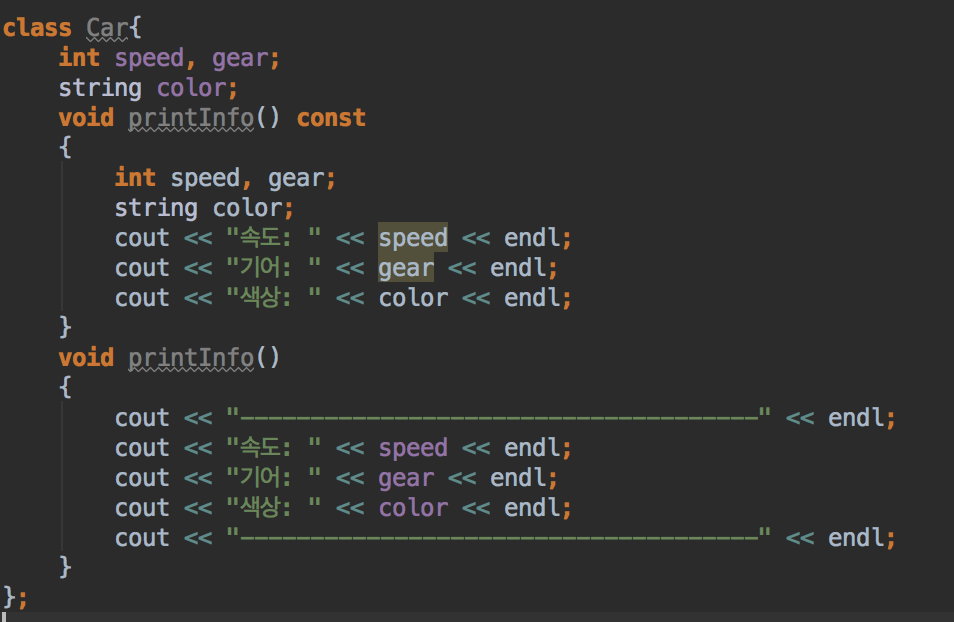 class Car{
    int speed, gear;
    string color;
    void printInfo() const
    {
        int speed, gear;
        string color;
        cout << "속도: " << speed << endl;
        cout << "기어: " << gear << endl;
        cout << "색상: " << color << endl;
    }
    void printInfo()
    {
        cout << "-------------------------------------" << endl;
        cout << "속도: " << speed << endl;
        cout << "기어: " << gear << endl;
        cout << "색상: " << color << endl;
        cout << "-------------------------------------" << endl;
    }
};